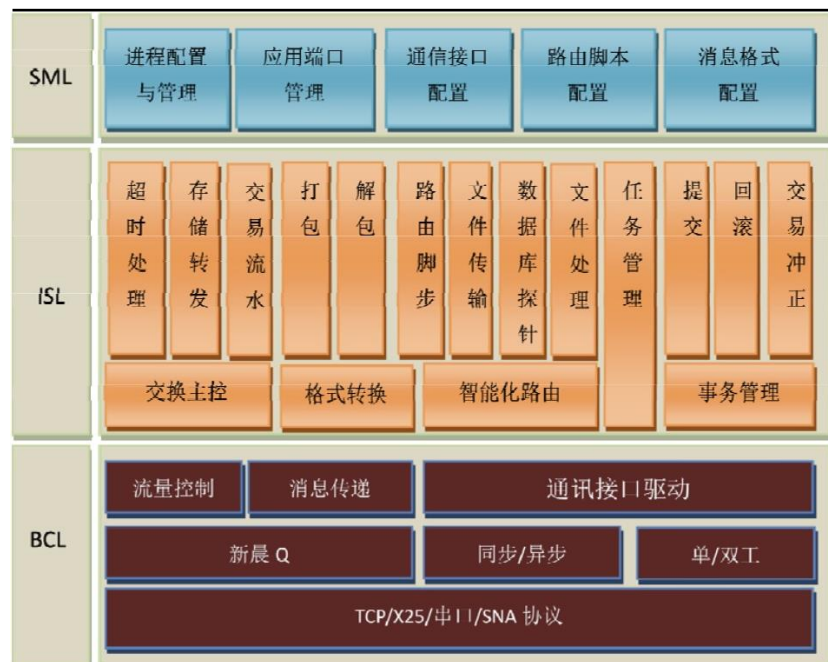 SML
进程配置
与管理
应用端口
管理
通信接口
配置
路由脚本
配置
消息格式
配置
ISL
超时处理
存储转发
交易流水
打包
解包
路由脚步
文件传输
数据库探针
文件处理
任务管理
提交
回滚
交易冲正
交换主控
格式转换
智能化路由
事务管理
BCL
流量控制
消息传递
通讯接口驱动
新晨 Q
同步/异步
单/双工
TCP/X25/串口/SNA 协议